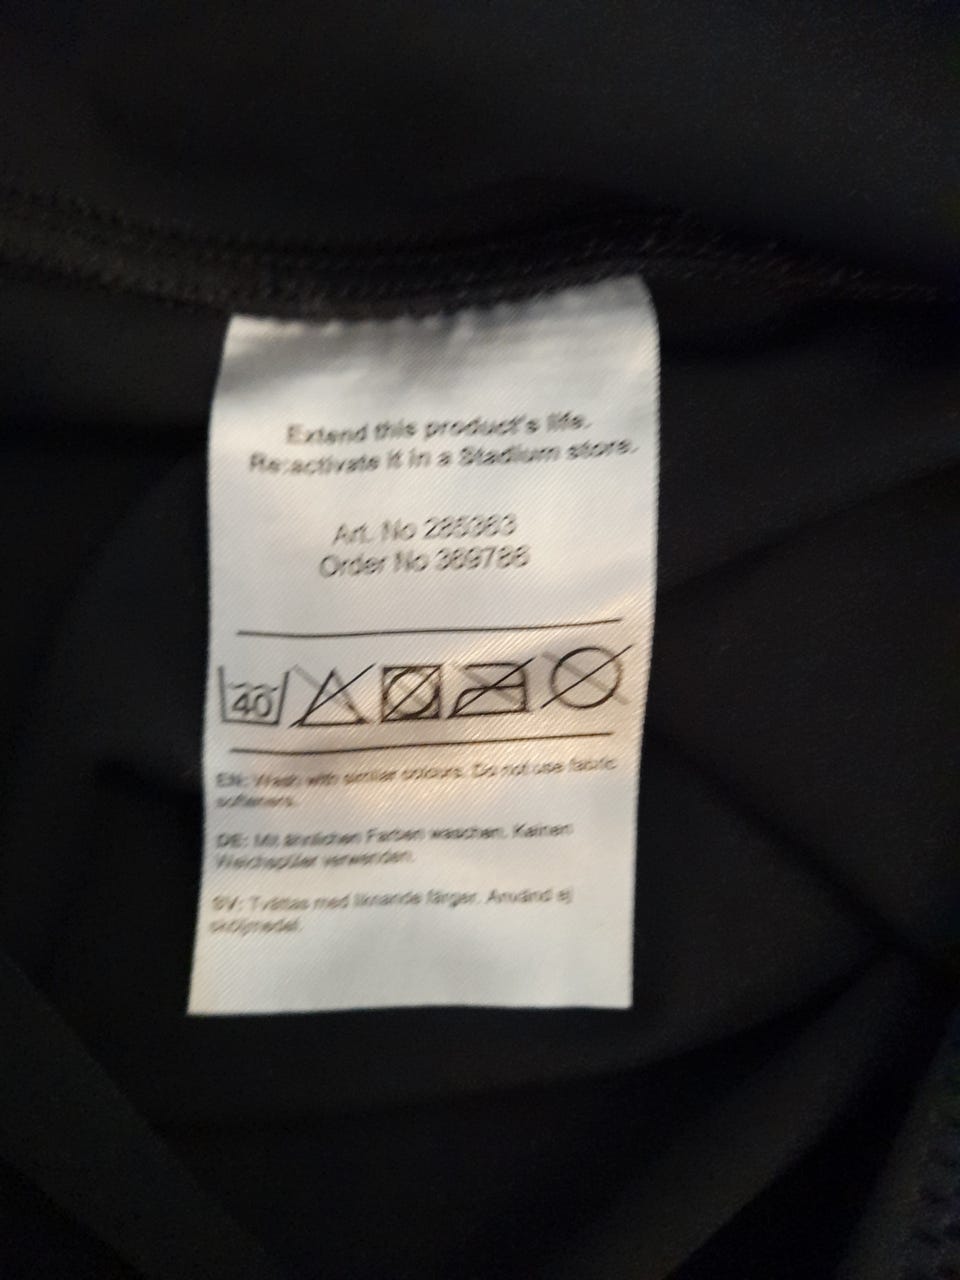 Extend this product's life.
Re:activate it in a Stadium store.
Art. No 285363
Order No 369786
40
EN: Wash with similar colours. Do not use fabric
softeners.
DE: Mit ähnlichen Farben waschen. Keinen
Weichspüler verwenden.
SV: Tvättas med liknande färger. Använd ej
sköljmedel.